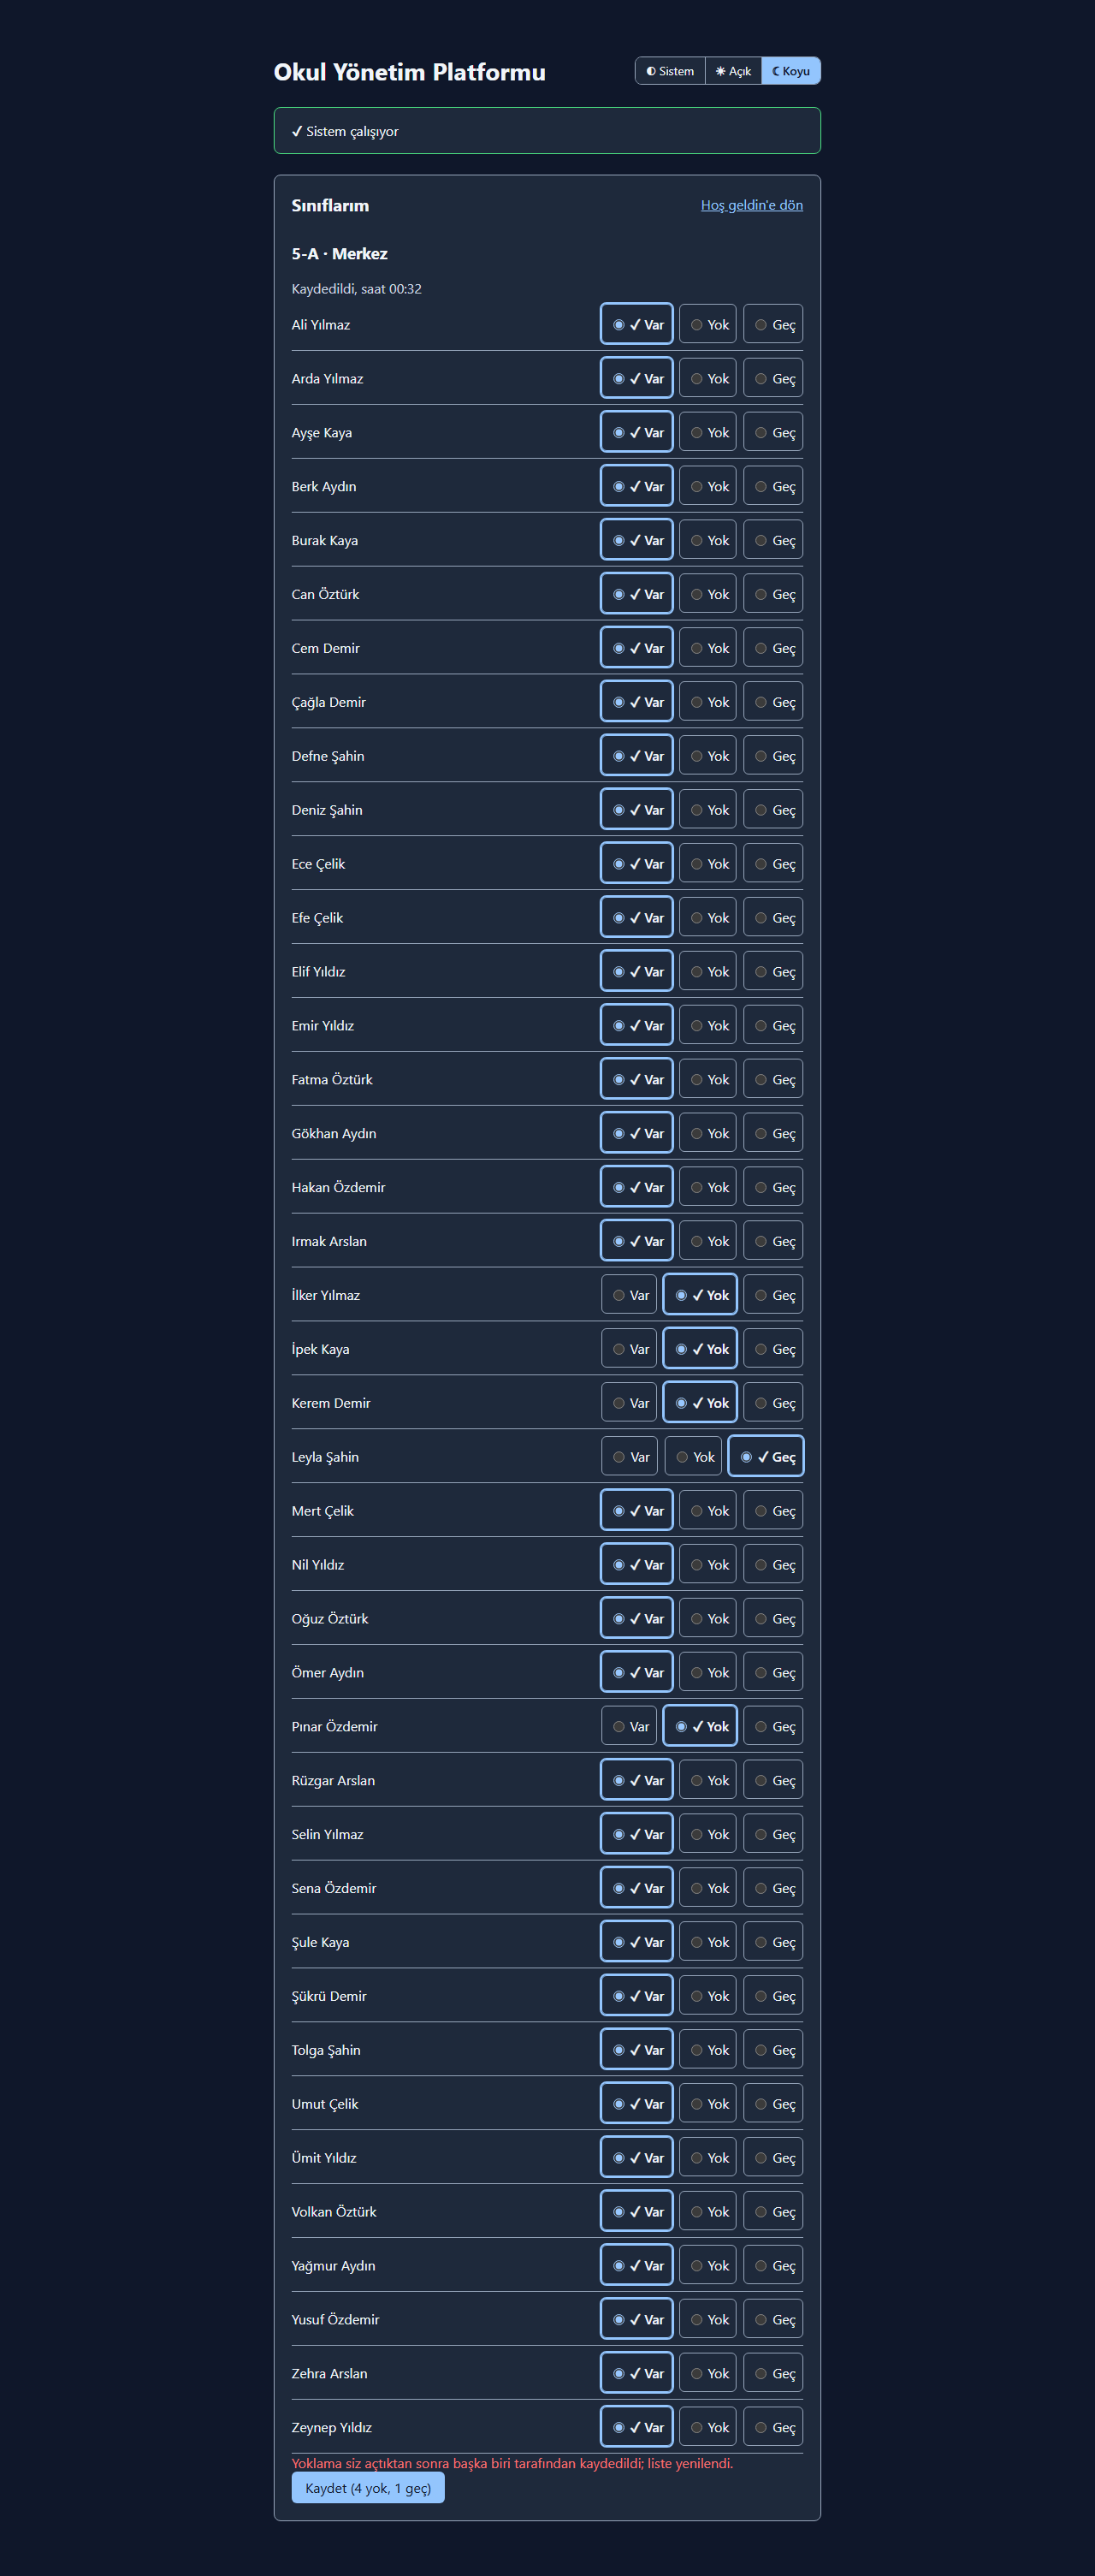 Okul Yönetim Platformu
◐ Sistem ☀ Açık ☾ Koyu
✓ Sistem çalışıyor
Sınıflarım Hoş geldin'e dön
5-A · Merkez
Kaydedildi, saat 00:32
Ali Yılmaz ✓ Var Yok Geç
Arda Yılmaz ✓ Var Yok Geç
Ayşe Kaya ✓ Var Yok Geç
Berk Aydın ✓ Var Yok Geç
Burak Kaya ✓ Var Yok Geç
Can Öztürk ✓ Var Yok Geç
Cem Demir ✓ Var Yok Geç
Çağla Demir ✓ Var Yok Geç
Defne Şahin ✓ Var Yok Geç
Deniz Şahin ✓ Var Yok Geç
Ece Çelik ✓ Var Yok Geç
Efe Çelik ✓ Var Yok Geç
Elif Yıldız ✓ Var Yok Geç
Emir Yıldız ✓ Var Yok Geç
Fatma Öztürk ✓ Var Yok Geç
Gökhan Aydın ✓ Var Yok Geç
Hakan Özdemir ✓ Var Yok Geç
Irmak Arslan ✓ Var Yok Geç
İlker Yılmaz Var ✓ Yok Geç
İpek Kaya Var ✓ Yok Geç
Kerem Demir Var ✓ Yok Geç
Leyla Şahin Var Yok ✓ Geç
Mert Çelik ✓ Var Yok Geç
Nil Yıldız ✓ Var Yok Geç
Oğuz Öztürk ✓ Var Yok Geç
Ömer Aydın ✓ Var Yok Geç
Pınar Özdemir Var ✓ Yok Geç
Rüzgar Arslan ✓ Var Yok Geç
Selin Yılmaz ✓ Var Yok Geç
Sena Özdemir ✓ Var Yok Geç
Şule Kaya ✓ Var Yok Geç
Şükrü Demir ✓ Var Yok Geç
Tolga Şahin ✓ Var Yok Geç
Umut Çelik ✓ Var Yok Geç
Ümit Yıldız ✓ Var Yok Geç
Volkan Öztürk ✓ Var Yok Geç
Yağmur Aydın ✓ Var Yok Geç
Yusuf Özdemir ✓ Var Yok Geç
Zehra Arslan ✓ Var Yok Geç
Zeynep Yıldız ✓ Var Yok Geç
Yoklama siz açtıktan sonra başka biri tarafından kaydedildi; liste yenilendi.
Kaydet (4 yok, 1 geç)